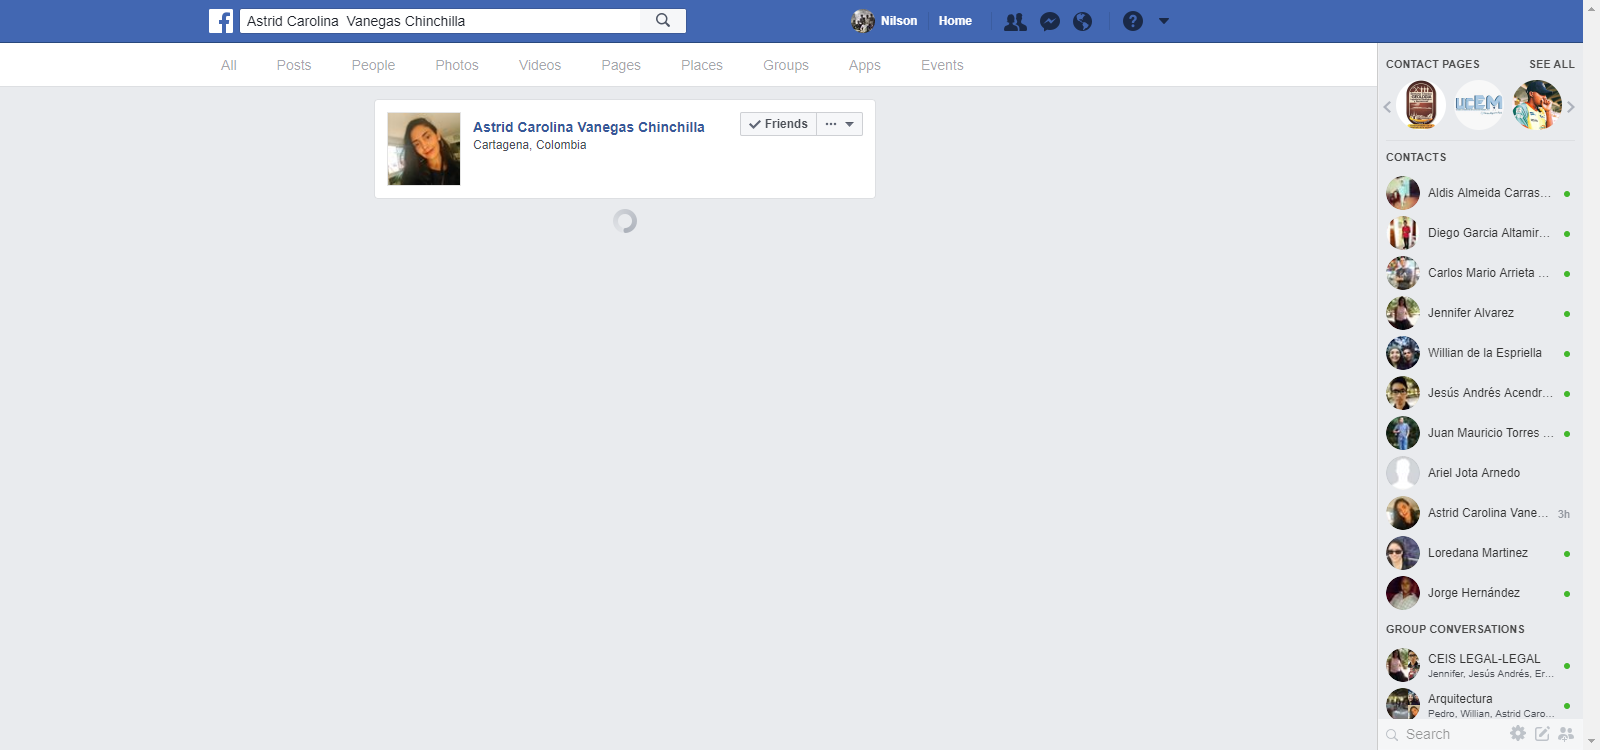 Astrid Carolina  Vanegas Chinchilla
Nilson
Home
All
Posts
People
Photos
Videos
Pages
Places
Groups
Apps
Events
Astrid Carolina Vanegas Chinchilla
Friends
Cartagena, Colombia
CONTACT PAGES
SEE ALL
UCEM
CONTACTS
Aldis Almeida Carras...
Diego Garcia Altamir...
Carlos Mario Arrieta ...
Jennifer Alvarez
Willian de la Espriella
Jesús Andrés Acendr...
Juan Mauricio Torres ...
Ariel Jota Arnedo
Astrid Carolina Vane... 3h
Loredana Martinez
Jorge Hernández
GROUP CONVERSATIONS
CEIS LEGAL-LEGAL
Jennifer, Jesús Andrés, Er...
Arquitectura
Pedro, Willian, Astrid Caro...
Search